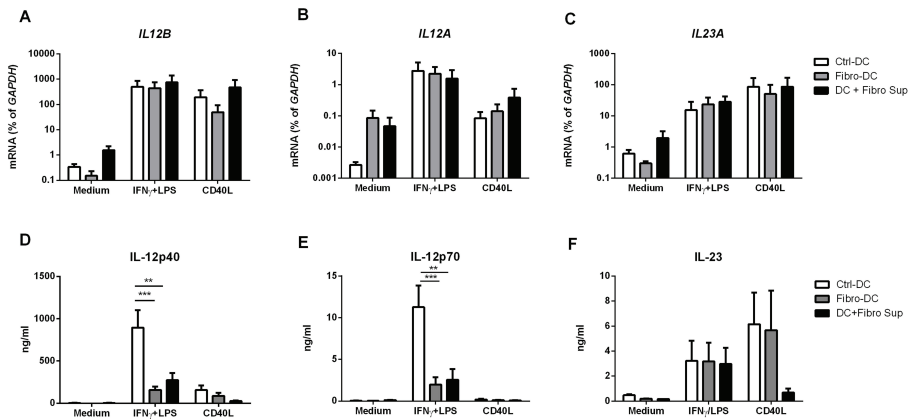 A
IL12B
mRNA (% of GAPDH)
10000
1000
100
10
1
0.1
Medium
IFNγ+LPS
CD40L
B
IL12A
mRNA (% of GAPDH)
10
1
0.1
0.01
0.001
Medium
IFNγ+LPS
CD40L
C
IL23A
mRNA (% of GAPDH)
1000
100
10
1
0.1
Medium
IFNγ+LPS
CD40L
Ctrl-DC
Fibro-DC
DC + Fibro Sup
D
IL-12p40
ng/ml
1500
1000
500
0
**
***
Medium
IFNγ+LPS
CD40L
E
IL-12p70
ng/ml
15
10
5
0
**
***
Medium
IFNγ+LPS
CD40L
F
IL-23
ng/ml
10
8
6
4
2
0
Medium
IFNγ/LPS
CD40L
Ctrl-DC
Fibro-DC
DC+Fibro Sup